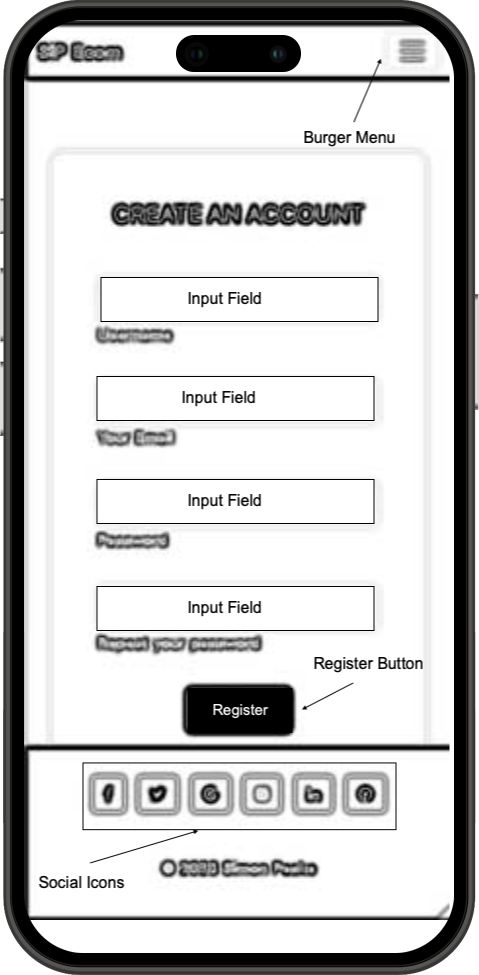 SP Ecom
Burger Menu
CREATE AN ACCOUNT
Input Field
Username
Input Field
Your Email
Input Field
Password
Input Field
Repeat your password
Register Button
Register
Social Icons
© 2023 Simon